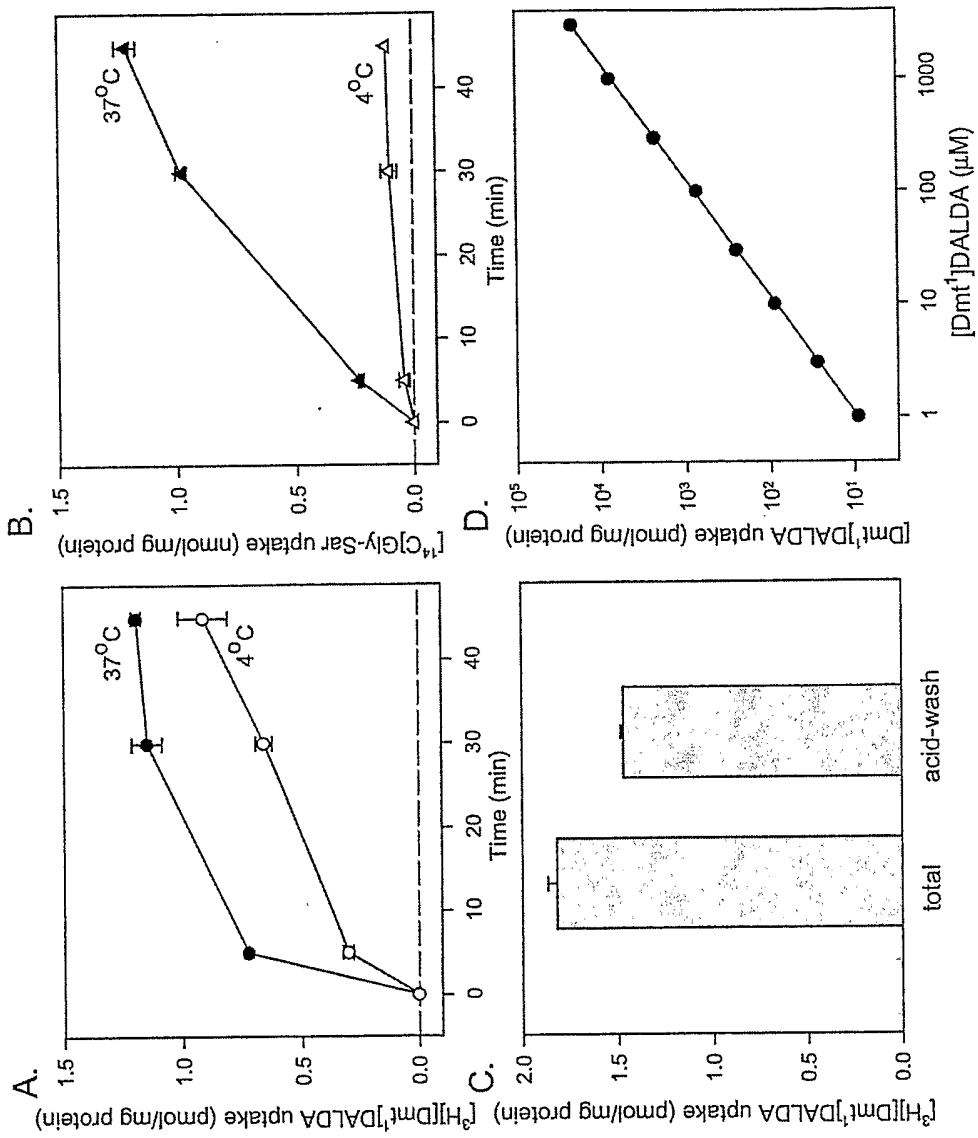 A.
[³H][Dmt¹]DALDA uptake (pmol/mg protein)
1.5
1.0
0.5
0.0
37°C
4°C
0
10
20
30
40
Time (min)
B.
[¹⁴C]Gly-Sar uptake (nmol/mg protein)
1.5
1.0
0.5
0.0
37°C
4°C
0
10
20
30
40
Time (min)
C.
[³H][Dmt¹]DALDA uptake (pmol/mg protein)
2.0
1.5
1.0
0.5
0.0
total
acid-wash
D.
[Dmt¹]DALDA uptake (pmol/mg protein)
10⁵
10⁴
10³
10²
10¹
1
10
100
1000
[Dmt¹]DALDA (µM)